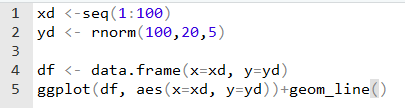 1 xd <-seq(1:100)
2 yd <- rnorm(100,20,5)
3
4 df <- data.frame(x=xd, y=yd)
5 ggplot(df, aes(x=xd, y=yd))+geom_line()